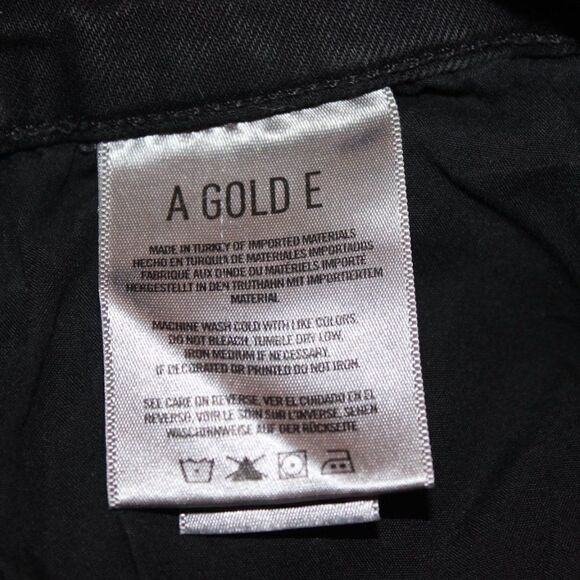 A GOLD E
MADE IN TURKEY OF IMPORTED MATERIALS
HECHO EN TURQUIA DE MATERIALES IMPORTADOS
FABRIQUE AUX DINDE DU MATÉRIELS IMPORTE
HERGESTELLT IN DEN TRUTHAHN MIT IMPORTIERTEM
MATERIAL
MACHINE WASH COLD WITH LIKE COLORS,
DO NOT BLEACH, TUMBLE DRY LOW,
IRON MEDIUM IF NECESSARY.
IF DECORATED OR PRINTED DO NOT IRON.
SEE CARE ON REVERSE, VER EL CUIDADO EN EL
REVERSO, VOIR LE SOIN SUR L'INVERSE, SEHEN
WASCHHINWEISE AUF DER RÜCKSEITE